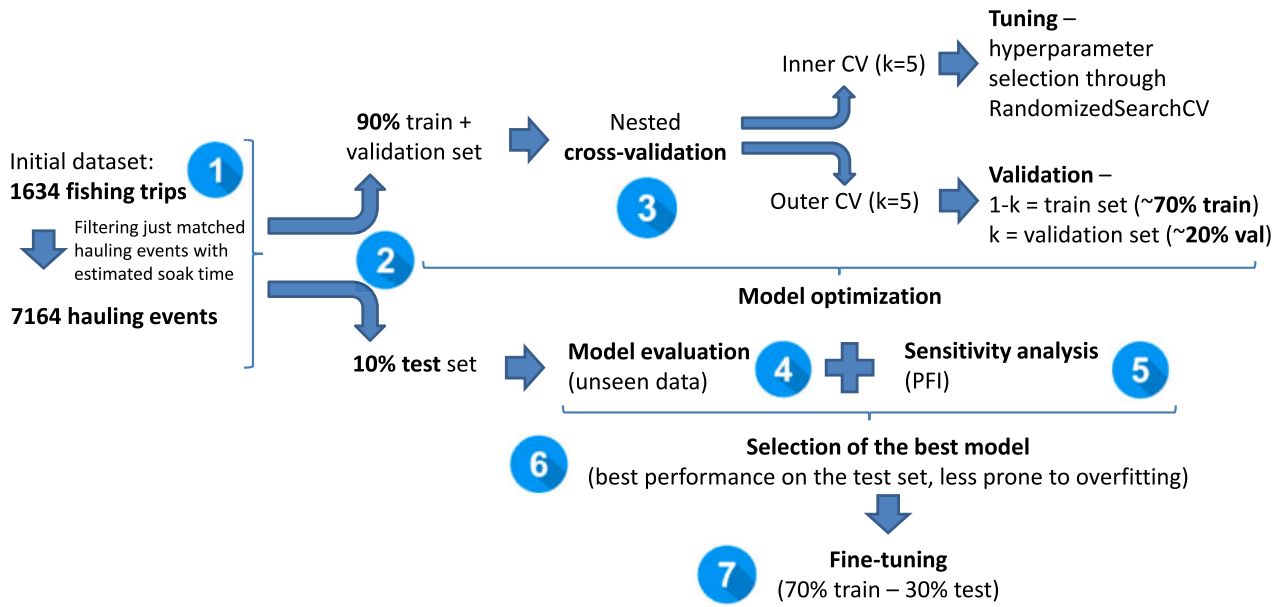 Initial dataset:
1634 fishing trips
1
Filtering just matched
hauling events with
estimated soak time
7164 hauling events
2
90% train +
validation set
Nested
cross-validation
3
Inner CV (k=5)
Tuning –
hyperparameter
selection through
RandomizedSearchCV
Outer CV (k=5)
Validation –
1-k = train set (~70% train)
k = validation set (~20% val)
Model optimization
10% test set
Model evaluation
(unseen data)
4
Sensitivity analysis
(PFI)
5
6
Selection of the best model
(best performance on the test set, less prone to overfitting)
7
Fine-tuning
(70% train – 30% test)